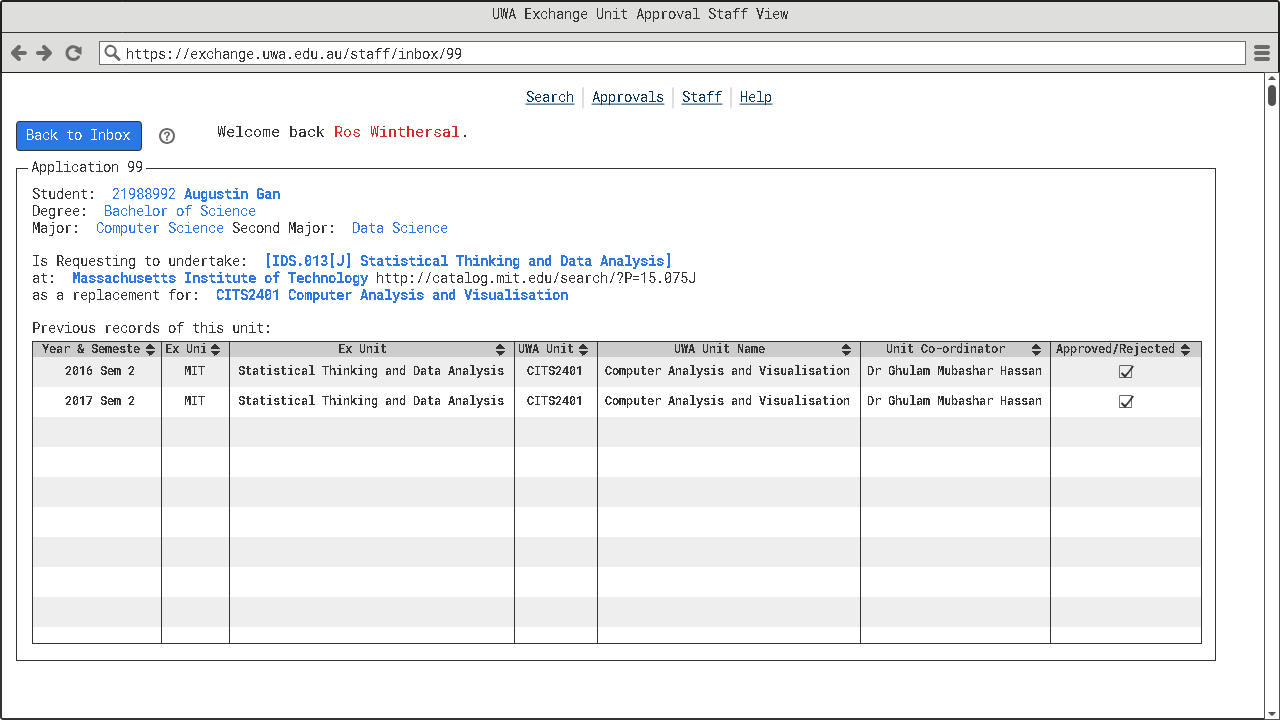 UWA Exchange Unit Approval Staff View
https://exchange.uwa.edu.au/staff/inbox/99
Search Approvals Staff Help
Back to Inbox Welcome back Ros Winthersal.
Application 99
Student: 21988992 Augustin Gan
Degree: Bachelor of Science
Major: Computer Science Second Major: Data Science
Is Requesting to undertake: [IDS.013[J] Statistical Thinking and Data Analysis]
at: Massachusetts Institute of Technology http://catalog.mit.edu/search/?P=15.075J
as a replacement for: CITS2401 Computer Analysis and Visualisation
Previous records of this unit:
Year & Semeste Ex Uni Ex Unit UWA Unit UWA Unit Name Unit Co-ordinator Approved/Rejected
2016 Sem 2 MIT Statistical Thinking and Data Analysis CITS2401 Computer Analysis and Visualisation Dr Ghulam Mubashar Hassan
2017 Sem 2 MIT Statistical Thinking and Data Analysis CITS2401 Computer Analysis and Visualisation Dr Ghulam Mubashar Hassan